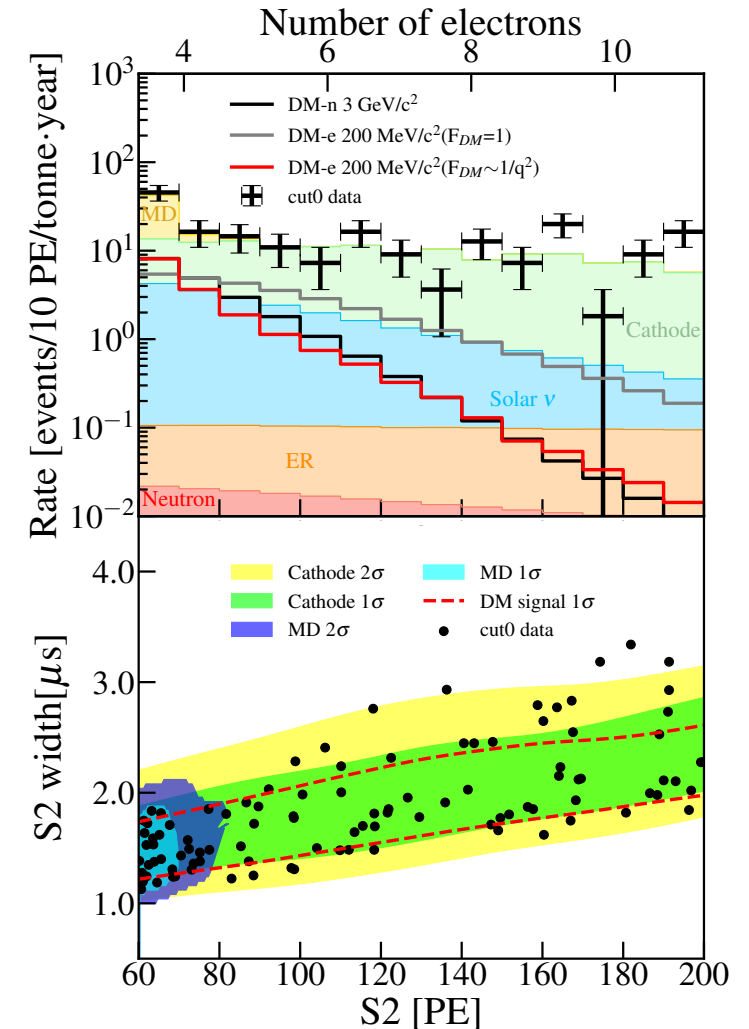 Number of electrons
4 6 8 10
Rate [events/10 PE/tonne·year]
10³
10²
10¹
10⁰
10⁻¹
10⁻²
DM-n 3 GeV/c²
DM-e 200 MeV/c²(F_DM=1)
DM-e 200 MeV/c²(F_DM∼1/q²)
cut0 data
MD
Cathode
Solar ν
ER
Neutron
S2 width[μs]
4.0
3.0
2.0
1.0
Cathode 2σ
Cathode 1σ
MD 2σ
MD 1σ
DM signal 1σ
cut0 data
60 80 100 120 140 160 180 200
S2 [PE]